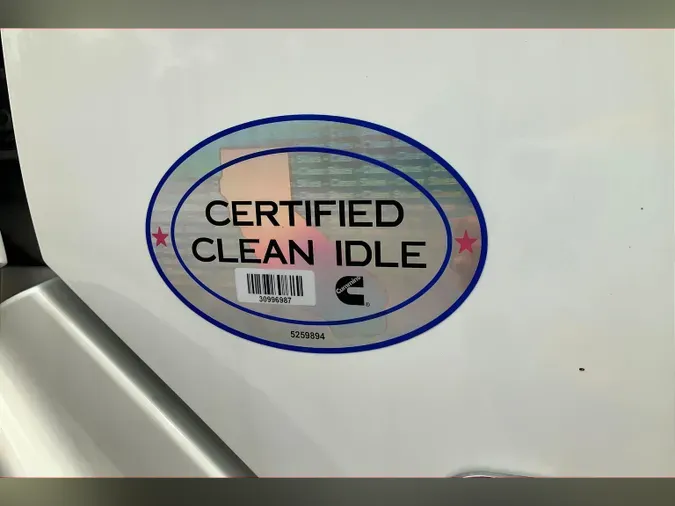 CERTIFIED
CLEAN IDLE
30996987
Cummins
5259894